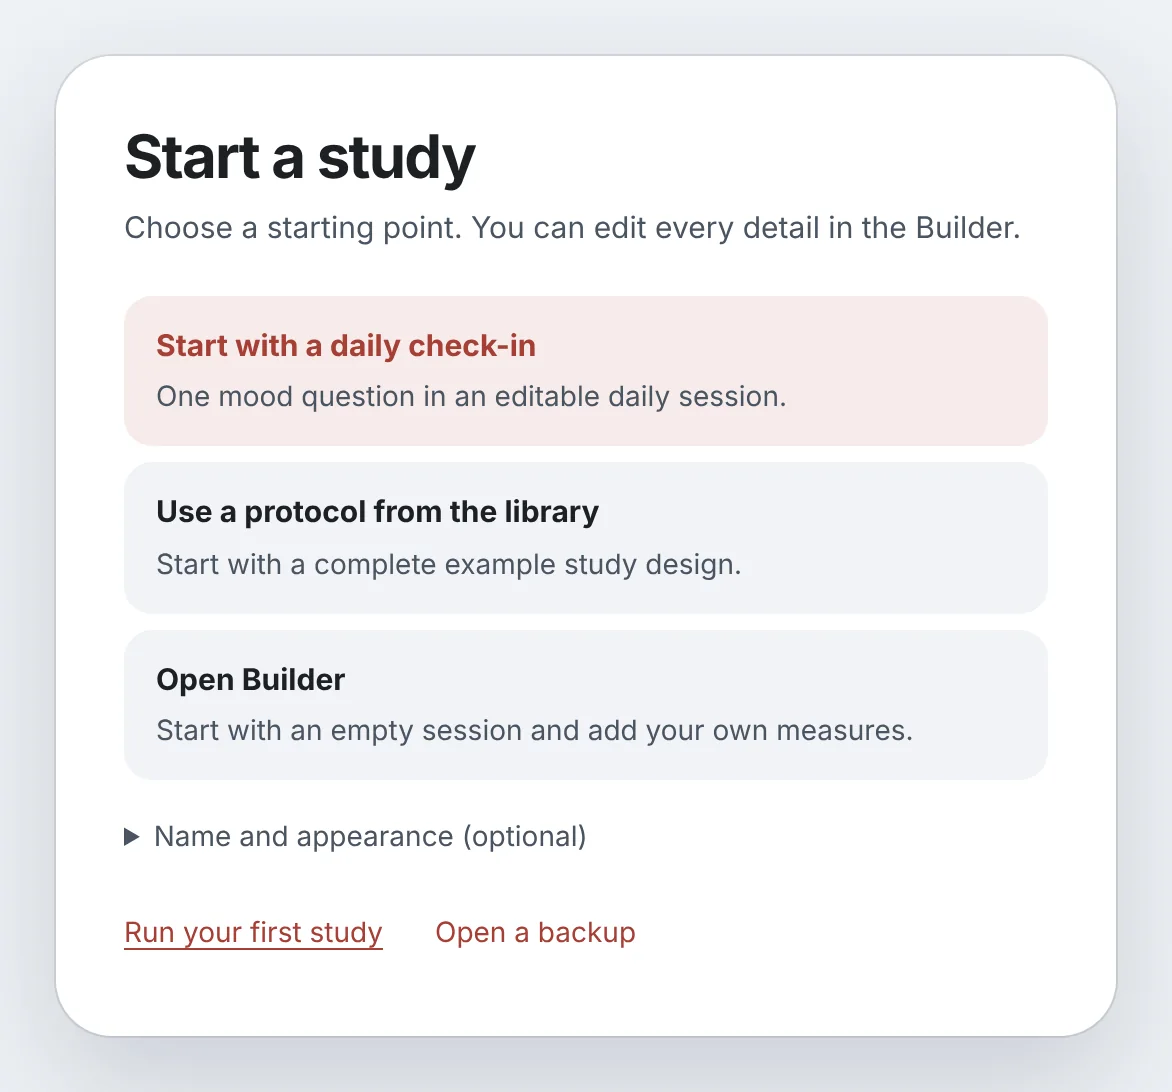 Start a study
Choose a starting point. You can edit every detail in the Builder.
Start with a daily check-in
One mood question in an editable daily session.
Use a protocol from the library
Start with a complete example study design.
Open Builder
Start with an empty session and add your own measures.
Name and appearance (optional)
Run your first study Open a backup